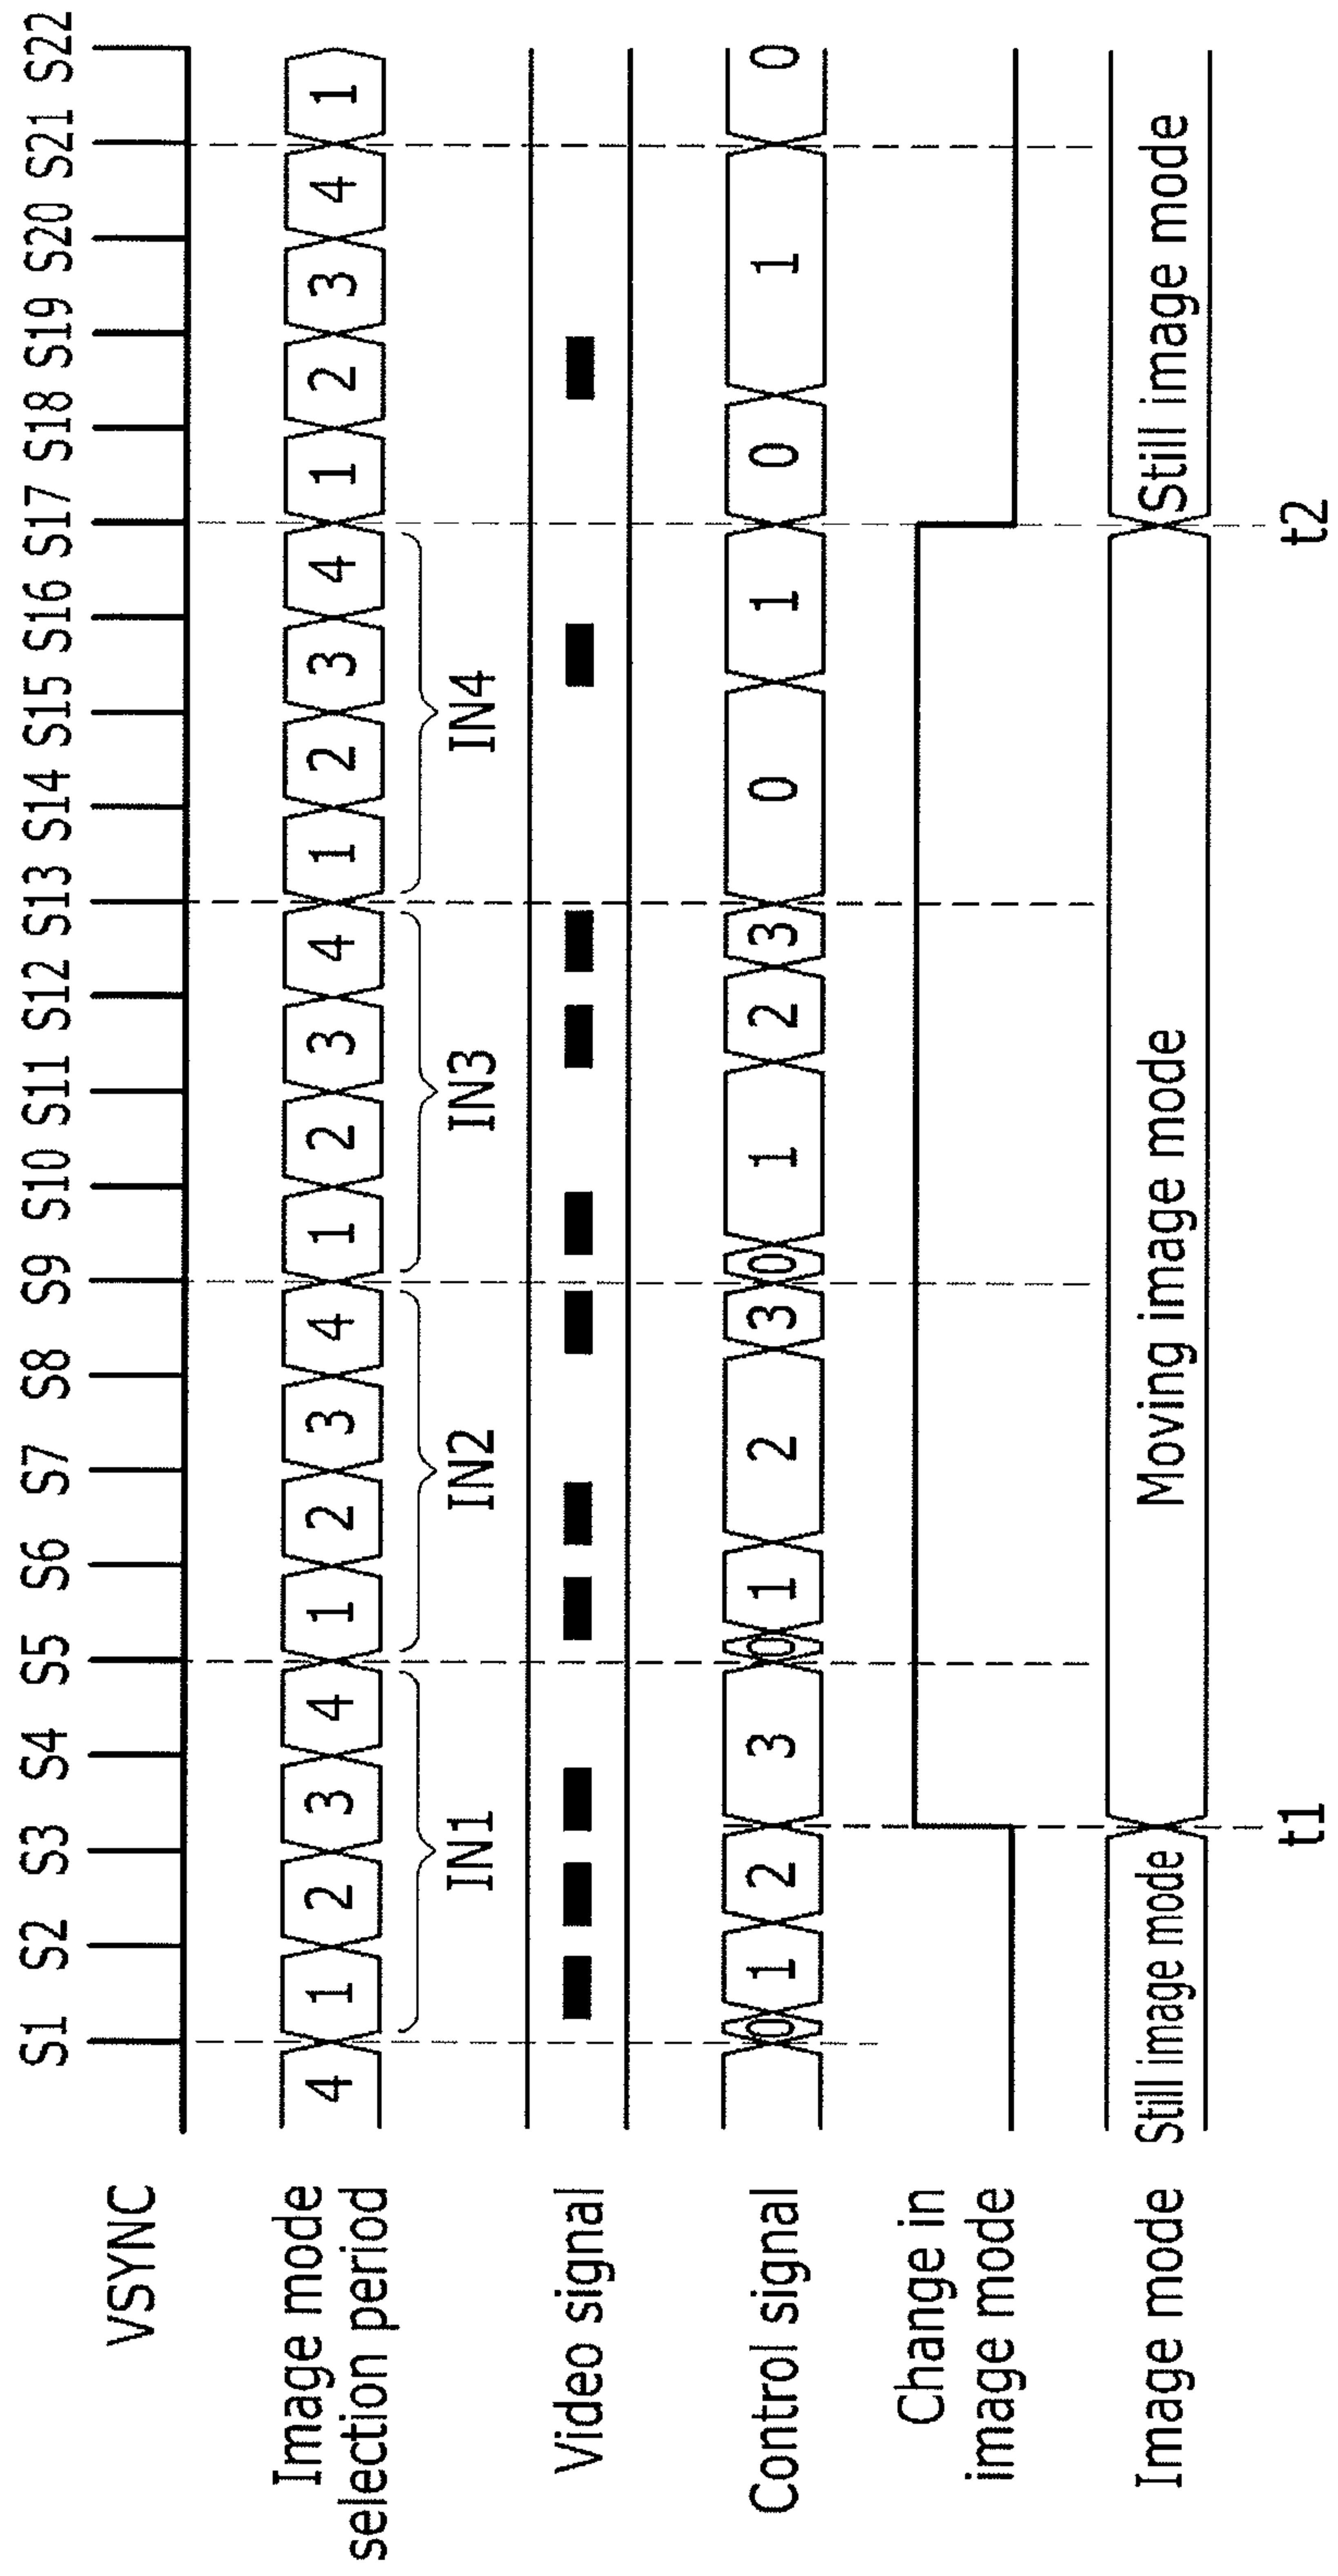 S1 S2 S3 S4 S5 S6 S7 S8 S9 S10 S11 S12 S13 S14 S15 S16 S17 S18 S19 S20 S21 S22
VSYNC
Image mode
selection period
4 1 2 3 4 1 2 3 4 1 2 3 4 1 2 3 4 1 2 3 4 1
IN1 IN2 IN3 IN4
Video signal
Control signal
0 1 2 3 0 1 2 3 0 1 2 3 0 1 0 1 0
Change in
image mode
Image mode
Still image mode Moving image mode Still image mode
t1 t2